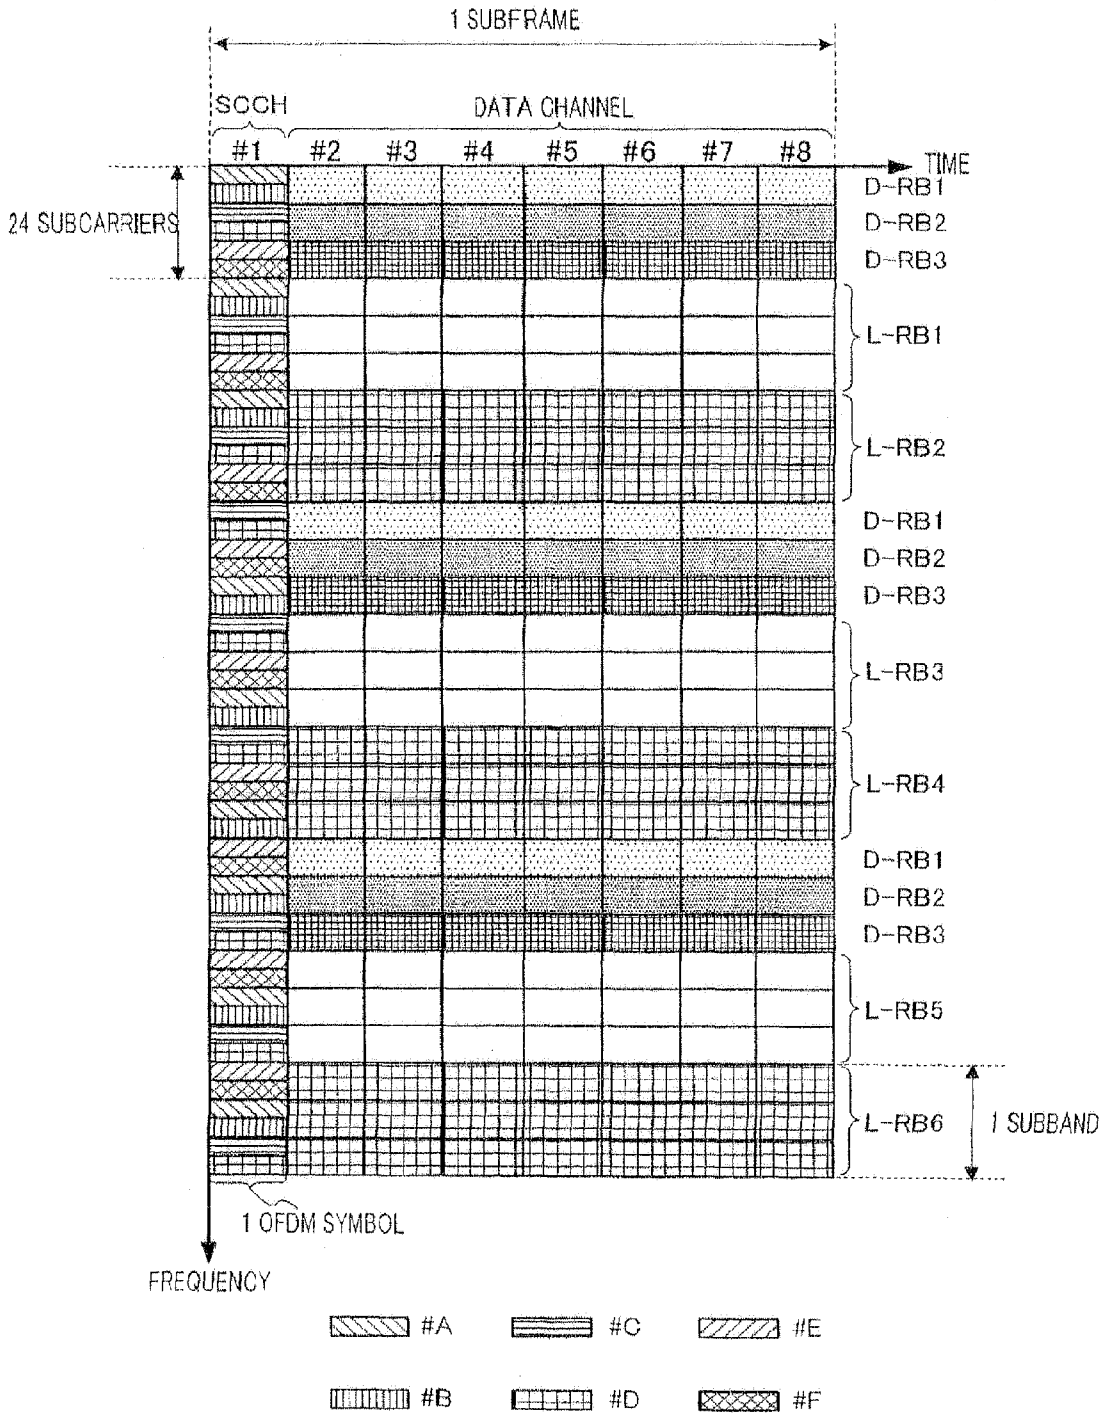 1 SUBFRAME
SCCH
DATA CHANNEL
#1 #2 #3 #4 #5 #6 #7 #8
TIME
24 SUBCARRIERS
D-RB1
D-RB2
D-RB3
L-RB1
L-RB2
D-RB1
D-RB2
D-RB3
L-RB3
L-RB4
D-RB1
D-RB2
D-RB3
L-RB5
L-RB6
1 SUBBAND
1 OFDM SYMBOL
FREQUENCY
#A #C #E
#B #D #F